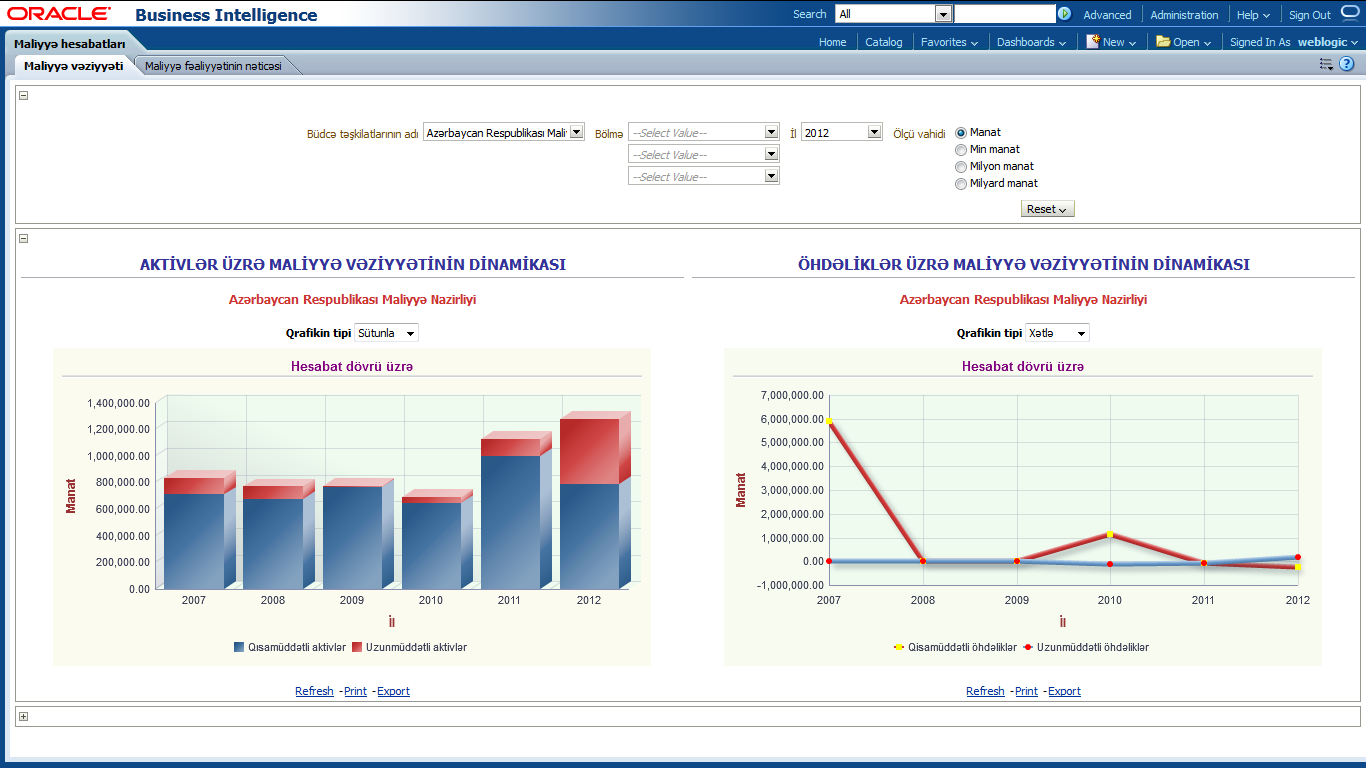 ORACLE Business Intelligence
Search All Advanced Administration Help Sign Out
Maliyyə hesabatları
Home Catalog Favorites Dashboards New Open Signed In As weblogic
Maliyyə vəziyyəti Maliyyə fəaliyyətinin nəticəsi
Büdcə təşkilatlarının adı Azərbaycan Respublikası Mali Bölmə --Select Value-- İl 2012 Ölçü vahidi Manat
Min manat
--Select Value--
Milyon manat
--Select Value--
Milyard manat
Reset
AKTİVLƏR ÜZRƏ MALİYYƏ VƏZİYYƏTİNİN DİNAMİKASI
Azərbaycan Respublikası Maliyyə Nazirliyi
Qrafikin tipi Sütunla
Hesabat dövrü üzrə
1,400,000.00
1,200,000.00
1,000,000.00
800,000.00
600,000.00
400,000.00
200,000.00
0.00
Manat
2007 2008 2009 2010 2011 2012
İl
Qısamüddətli aktivlər Uzunmüddətli aktivlər
Refresh - Print - Export
ÖHDƏLİKLƏR ÜZRƏ MALİYYƏ VƏZİYYƏTİNİN DİNAMİKASI
Azərbaycan Respublikası Maliyyə Nazirliyi
Qrafikin tipi Xətlə
Hesabat dövrü üzrə
7,000,000.00
6,000,000.00
5,000,000.00
4,000,000.00
3,000,000.00
2,000,000.00
1,000,000.00
0.00
-1,000,000.00
Manat
2007 2008 2009 2010 2011 2012
İl
Qisamüddətli öhdəliklər Uzunmüddətli öhdəliklər
Refresh - Print - Export